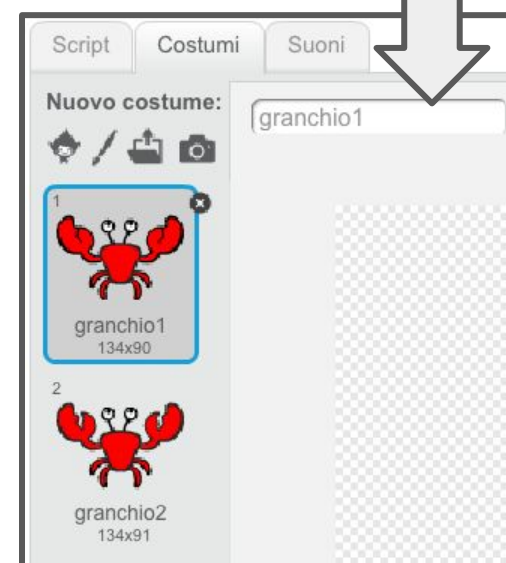 Script Costumi Suoni
Nuovo costume:
granchio1
1
granchio1
134x90
2
granchio2
134x91